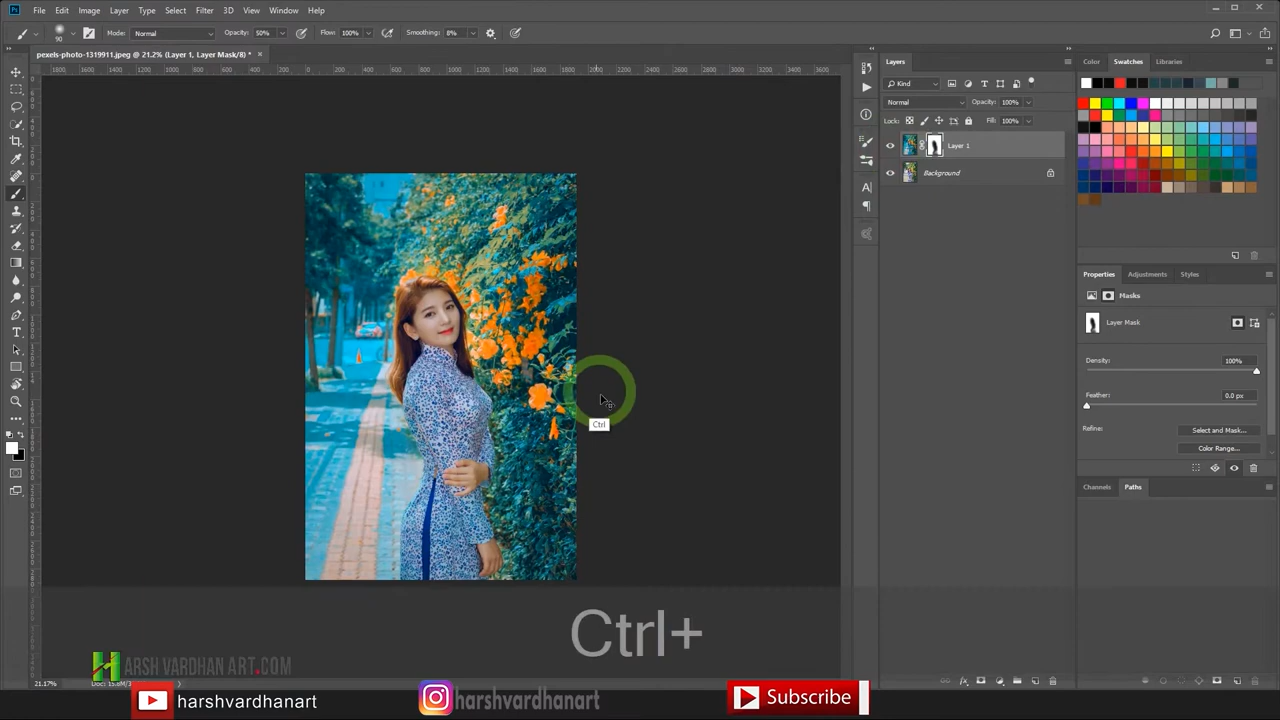 Ps File Edit Image Layer Type Select Filter 3D View Window Help
90 Mode: Normal Opacity: 50% Flow: 100% Smoothing: 8%
pexels-photo-1319911.jpeg @ 21.2% (Layer 1, Layer Mask/8) * ×
Layers
Kind
Normal Opacity: 100%
Lock: Fill: 100%
Layer 1
Background
Color Swatches Libraries
Properties Adjustments Styles
Masks
Layer Mask
Density: 100%
Feather: 0.0 px
Refine: Select and Mask...
Color Range...
Channels Paths
Ctrl
Ctrl+
HARSH VARDHAN ART.COM
21.17%
harshvardhanart
harshvardhanart
Subscribe